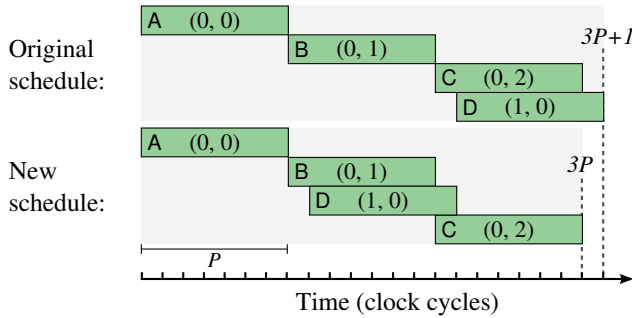 A (0, 0)
3P+1
Original
schedule:
B (0, 1)
C (0, 2)
D (1, 0)
A (0, 0)
New
schedule:
B (0, 1)
3P
D (1, 0)
C (0, 2)
P
Time (clock cycles)